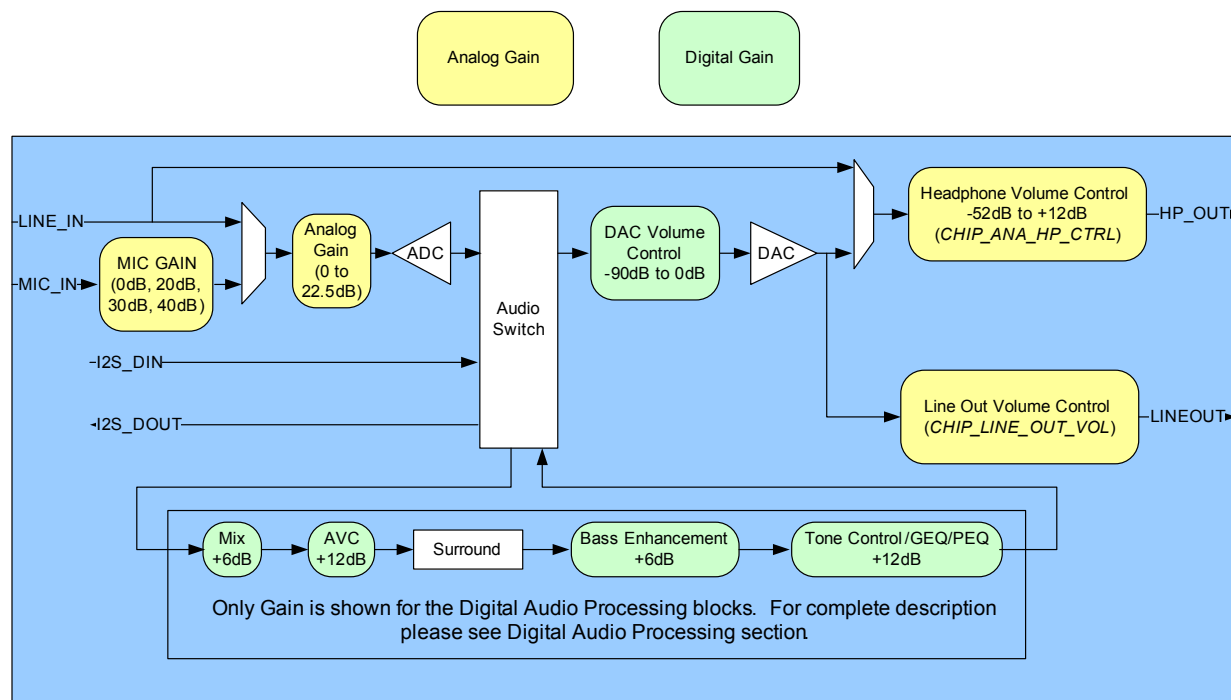 Analog Gain
Digital Gain
LINE_IN
MIC_IN
MIC GAIN
(0dB, 20dB,
30dB, 40dB)
Analog
Gain
(0 to
22.5dB)
ADC
Audio
Switch
DAC Volume
Control
-90dB to 0dB
DAC
Headphone Volume Control
-52dB to +12dB
(CHIP_ANA_HP_CTRL)
HP_OUT
I2S_DIN
I2S_DOUT
Line Out Volume Control
(CHIP_LINE_OUT_VOL)
LINEOUT
Mix
+6dB
AVC
+12dB
Surround
Bass Enhancement
+6dB
Tone Control/GEQ/PEQ
+12dB
Only Gain is shown for the Digital Audio Processing blocks. For complete description
please see Digital Audio Processing section.